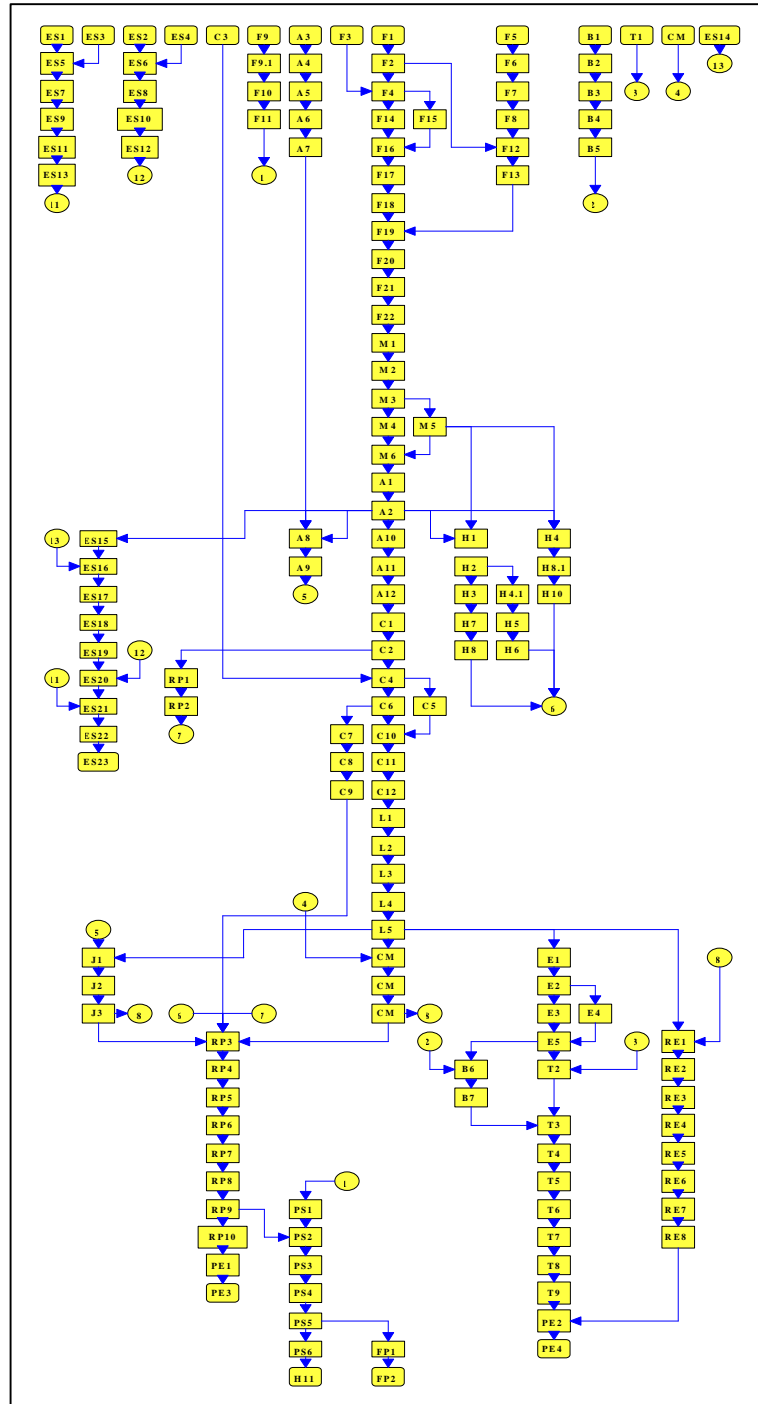 ES1 ES3 ES2 ES4 C3 F9 A3 F3 F1 F5 B1 T1 CM ES14
ES5 ES6 F9.1 A4 F2 F6 B2 13
ES7 ES8 F10 A5 F4 F7 B3 3 4
ES9 ES10 F11 A6 F14 F15 F8 B4
ES11 ES12 A7 F16 F12 B5
ES13 12 1 F17 F13
11 F18 2
F19
F20
F21
F22
M1
M2
M3
M4 M5
M6
A1
A2
13 ES15 A8 A10 H1 H4
ES16 A9 A11 H2 H8.1
ES17 5 A12 H3 H4.1 H10
ES18 C1 H7 H5
ES19 12 C2 H8 H6
11 ES20 RP1 C4
ES21 RP2 C6 C5 6
ES22 7 C7 C10
ES23 C8 C11
C9 C12
L1
L2
L3
4 L4
5 L5
J1 CM E1 8
J2 CM E2
J3 8 6 7 CM 8 E3 E4
RP3 2 E5 3 RE1
RP4 B6 T2 RE2
RP5 B7 RE3
RP6 T3 RE4
RP7 T4 RE5
RP8 1 T5 RE6
RP9 PS1 T6 RE7
RP10 PS2 T7 RE8
PE1 PS3 T8
PE3 PS4 T9
PS5 PE2
PS6 FP1 PE4
H11 FP2